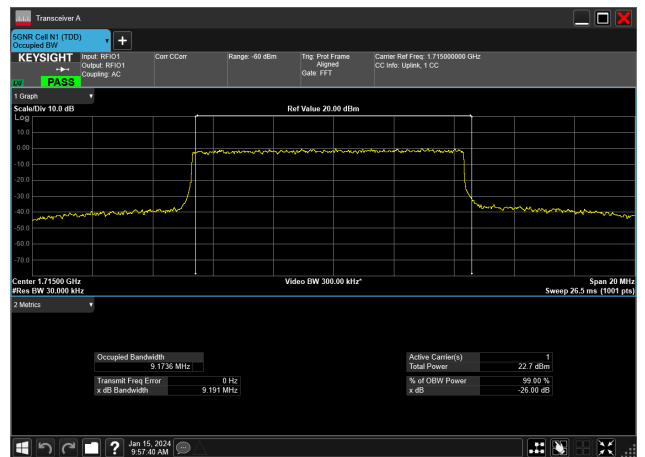 Transceiver A
5GNR Cell N1 (TDD)
Occupied BW
+
KEYSIGHT
Input: RFIO1
Output: RFIO1
Coupling: AC
Corr CCorr
Range: -60 dBm
Trig: Prot Frame
Aligned
Gate: FFT
Carrier Ref Freq: 1.715000000 GHz
CC Info: Uplink, 1 CC
PASS
1 Graph
Scale/Div 10.0 dB
Ref Value 20.00 dBm
Log
10.0
0.00
-10.0
-20.0
-30.0
-40.0
-50.0
-60.0
-70.0
Center 1.71500 GHz
Video BW 300.00 kHz*
Span 20 MHz
#Res BW 30.000 kHz
Sweep 26.5 ms (1001 pts)
2 Metrics
Occupied Bandwidth
9.1736 MHz
Active Carrier(s) 1
Total Power 22.7 dBm
Transmit Freq Error 0 Hz
x dB Bandwidth 9.191 MHz
% of OBW Power 99.00 %
x dB -26.00 dB
?
Jan 15, 2024
9:57:40 AM